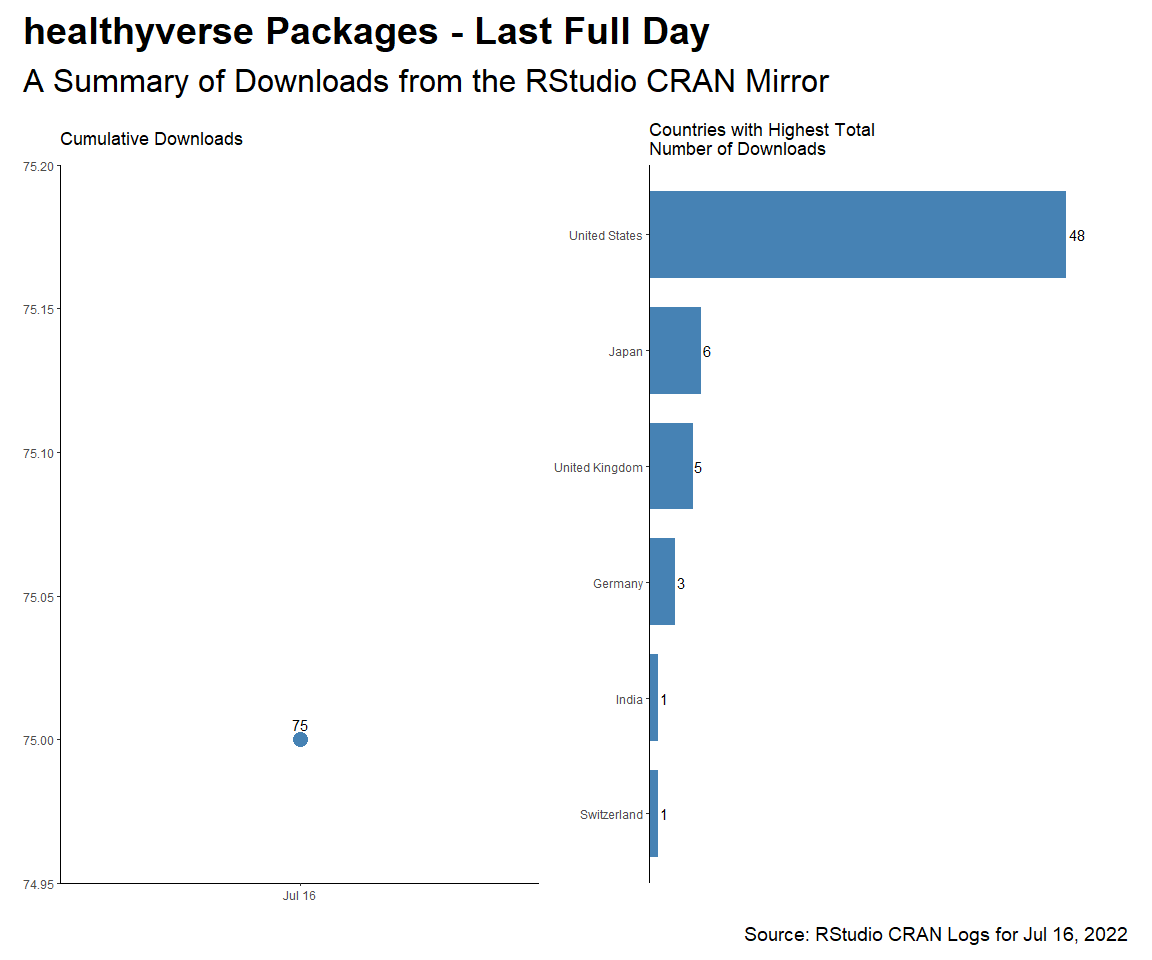 healthyverse Packages - Last Full Day
A Summary of Downloads from the RStudio CRAN Mirror
Cumulative Downloads
75.20
75.15
75.10
75.05
75.00
74.95
75
Jul 16
Countries with Highest Total
Number of Downloads
United States 48
Japan 6
United Kingdom 5
Germany 3
India 1
Switzerland 1
Source: RStudio CRAN Logs for Jul 16, 2022